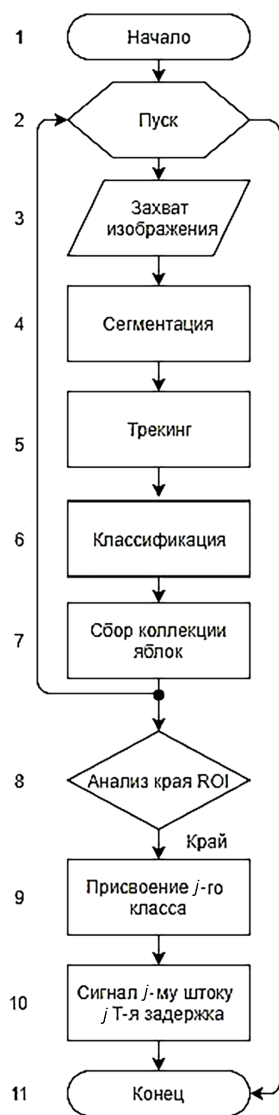 1
Начало
2
Пуск
3
Захват
изображения
4
Сегментация
5
Трекинг
6
Классификация
7
Сбор коллекции
яблок
8
Анализ края ROI
Край
9
Присвоение j-го
класса
10
Сигнал j-му штоку
j T-я задержка
11
Конец